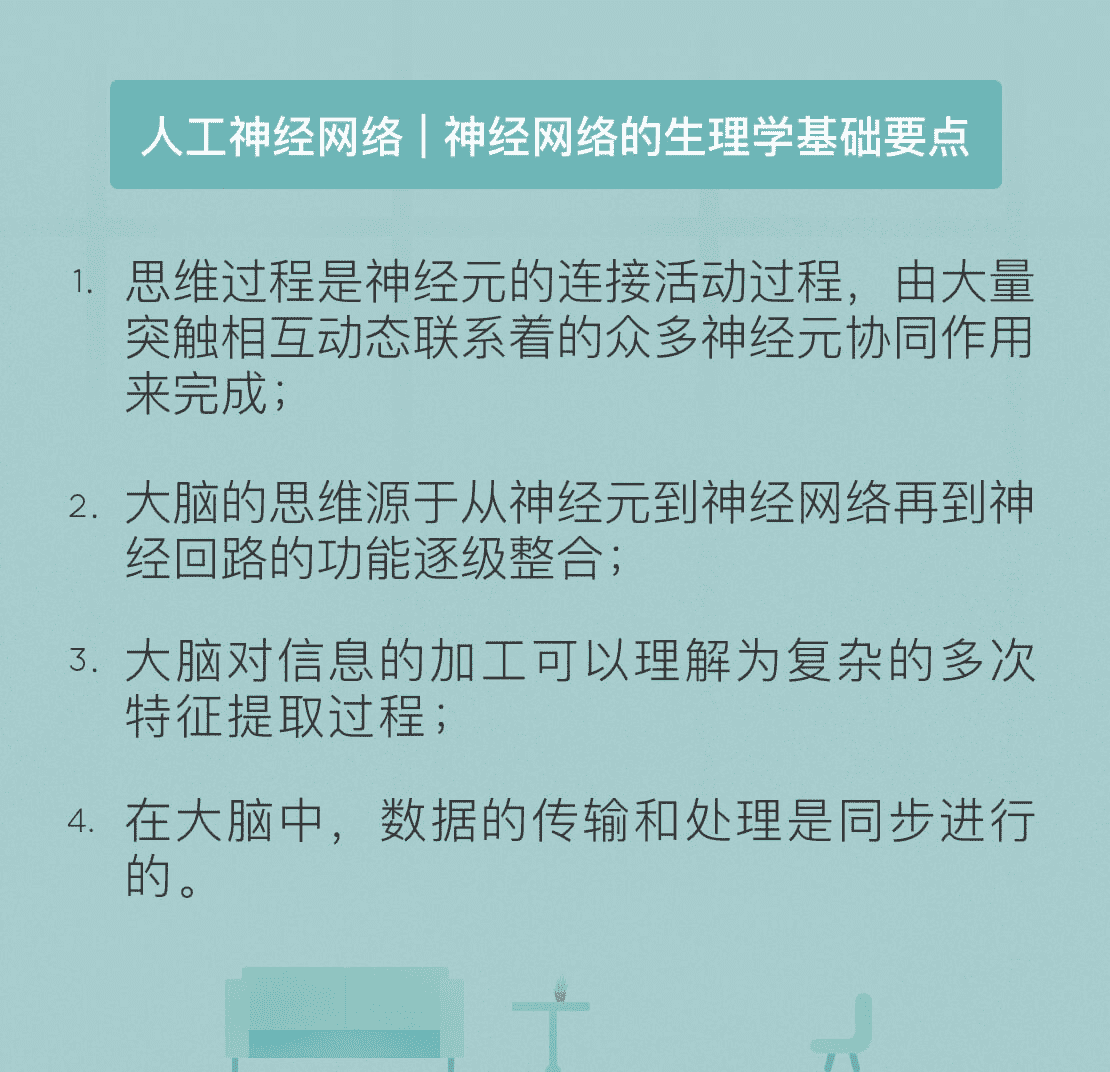 人工神经网络 | 神经网络的生理学基础要点
1. 思维过程是神经元的连接活动过程，由大量
突触相互动态联系着的众多神经元协同作用
来完成；
2. 大脑的思维源于从神经元到神经网络再到神
经回路的功能逐级整合；
3. 大脑对信息的加工可以理解为复杂的多次
特征提取过程；
4. 在大脑中，数据的传输和处理是同步进行
的。